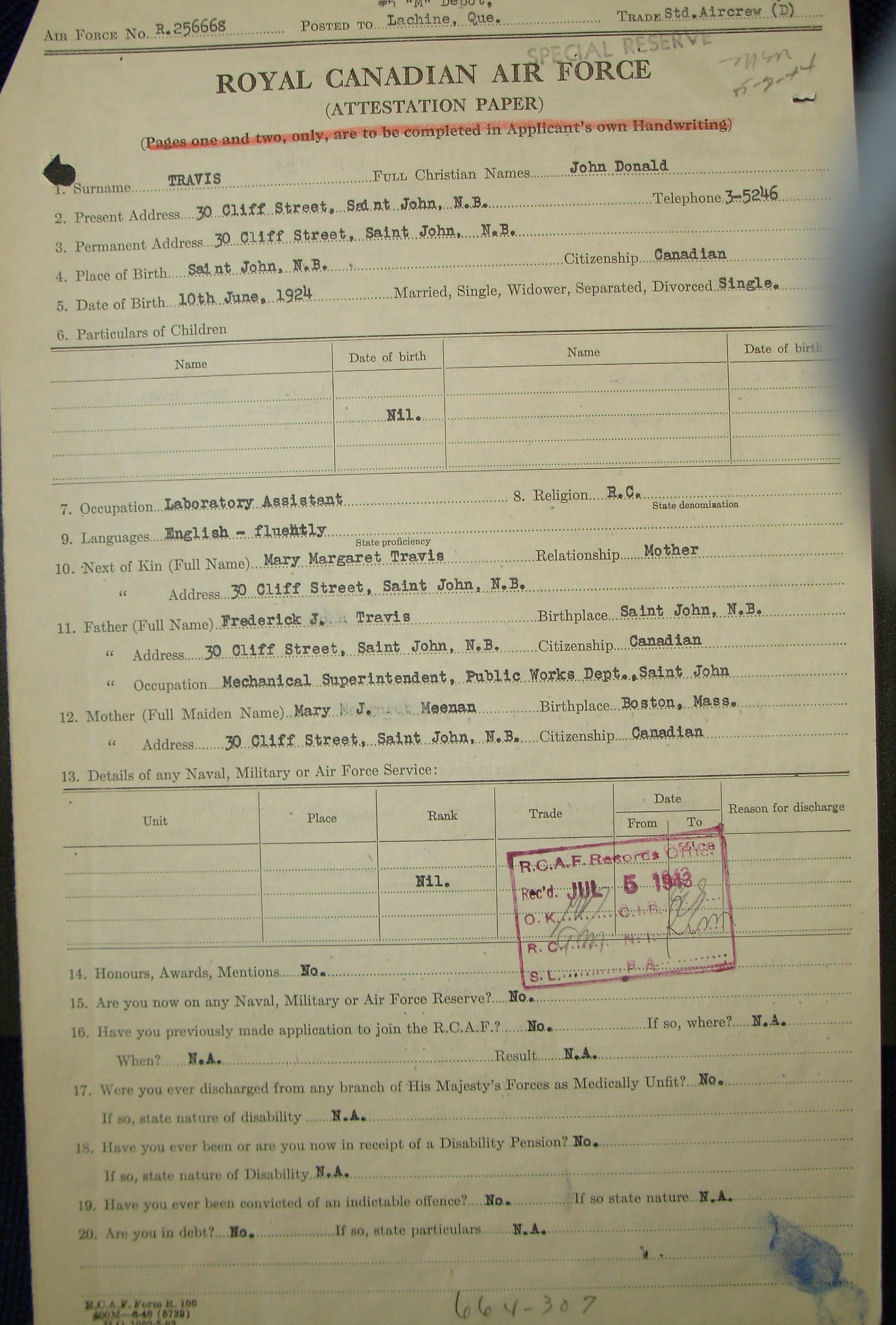 "M" Depot,
AIR FORCE NO. R.256668 POSTED TO Lachine, Que. TRADE Std.Aircrew (D)
SPECIAL RESERVE
ROYAL CANADIAN AIR FORCE
(ATTESTATION PAPER)
(Pages one and two, only, are to be completed in Applicant's own Handwriting)
1. Surname TRAVIS FULL Christian Names John Donald
2. Present Address 30 Cliff Street, Saint John, N.B. Telephone 3-5246
3. Permanent Address 30 Cliff Street, Saint John, N.B.
4. Place of Birth Saint John, N.B. Citizenship Canadian
5. Date of Birth 10th June, 1924 Married, Single, Widower, Separated, Divorced Single.
6. Particulars of Children
Name Date of birth Name Date of birth
Nil.
7. Occupation Laboratory Assistant 8. Religion R.C.
State denomination
9. Languages English - fluently
State proficiency
10. Next of Kin (Full Name) Mary Margaret Travis Relationship Mother
" Address 30 Cliff Street, Saint John, N.B.
11. Father (Full Name) Frederick J. Travis Birthplace Saint John, N.B.
" Address 30 Cliff Street, Saint John, N.B. Citizenship Canadian
" Occupation Mechanical Superintendent, Public Works Dept., Saint John
12. Mother (Full Maiden Name) Mary J. Meenan Birthplace Boston, Mass.
" Address 30 Cliff Street, Saint John, N.B. Citizenship Canadian
13. Details of any Naval, Military or Air Force Service:
Unit Place Rank Trade Date Reason for discharge
From To
R.C.A.F. Records Office
Nil. Rec'd. JUL 5 1943
O.K.
R.C. N.I.
S.L. P.A.
14. Honours, Awards, Mentions No.
15. Are you now on any Naval, Military or Air Force Reserve? No.
16. Have you previously made application to join the R.C.A.F.? No. If so, where? N.A.
When? N.A. Result N.A.
17. Were you ever discharged from any branch of His Majesty's Forces as Medically Unfit? No.
If so, state nature of disability N.A.
18. Have you ever been or are you now in receipt of a Disability Pension? No.
If so, state nature of Disability N.A.
19. Have you ever been convicted of an indictable offence? No. If so state nature N.A.
20. Are you in debt? No. If so, state particulars N.A.
R.C.A.F. Form R. 100
664-307